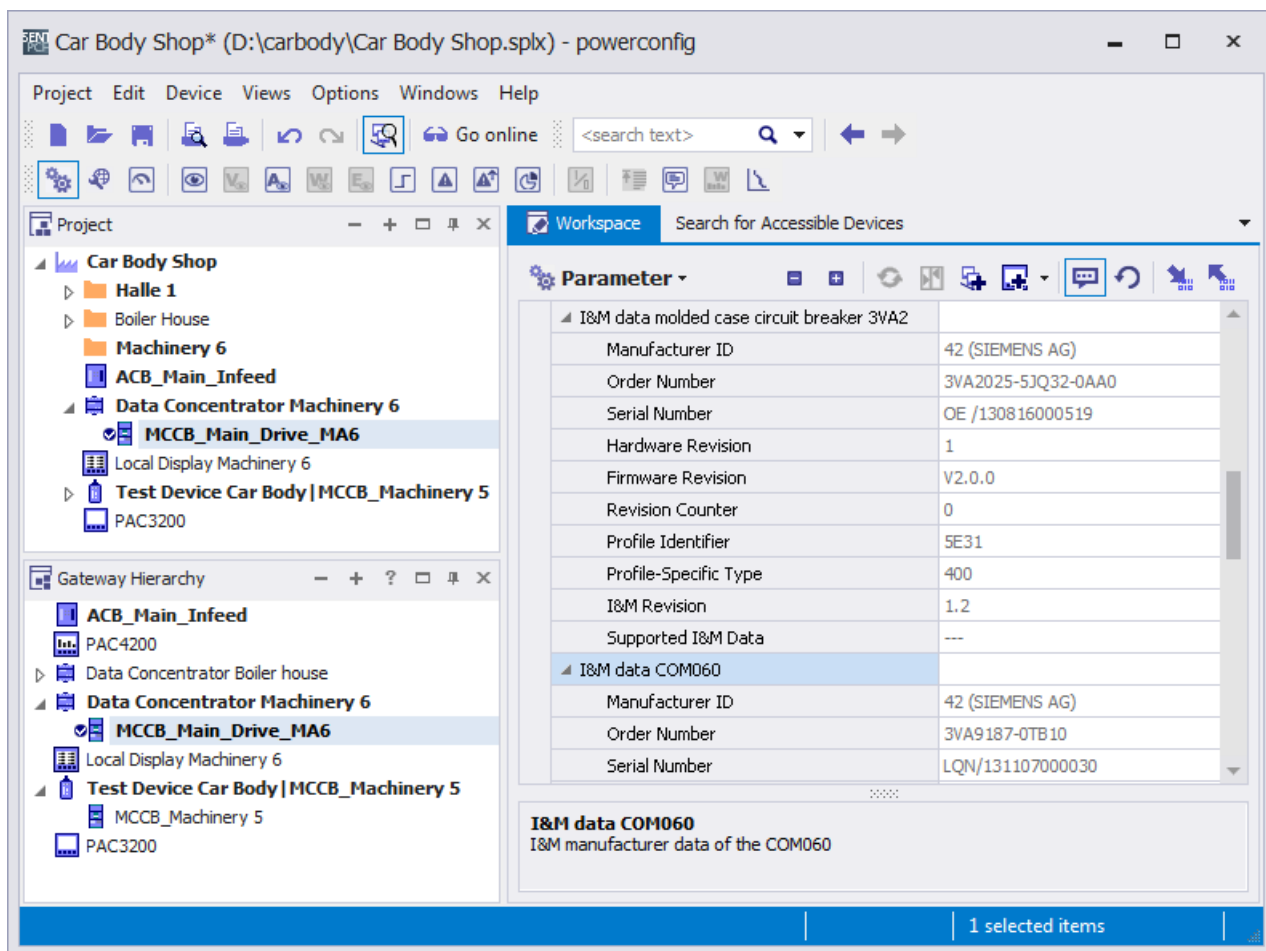 Car Body Shop* (D:\carbody\Car Body Shop.splx) - powerconfig
Project Edit Device Views Options Windows Help
Go online <search text>
Project
Car Body Shop
Halle 1
Boiler House
Machinery 6
ACB_Main_Infeed
Data Concentrator Machinery 6
MCCB_Main_Drive_MA6
Local Display Machinery 6
Test Device Car Body|MCCB_Machinery 5
PAC3200
Gateway Hierarchy
ACB_Main_Infeed
PAC4200
Data Concentrator Boiler house
Data Concentrator Machinery 6
MCCB_Main_Drive_MA6
Local Display Machinery 6
Test Device Car Body|MCCB_Machinery 5
MCCB_Machinery 5
PAC3200
Workspace Search for Accessible Devices
Parameter
I&M data molded case circuit breaker 3VA2
Manufacturer ID 42 (SIEMENS AG)
Order Number 3VA2025-5JQ32-0AA0
Serial Number OE /130816000519
Hardware Revision 1
Firmware Revision V2.0.0
Revision Counter 0
Profile Identifier 5E31
Profile-Specific Type 400
I&M Revision 1.2
Supported I&M Data ---
I&M data COM060
Manufacturer ID 42 (SIEMENS AG)
Order Number 3VA9187-0TB10
Serial Number LQN/131107000030
I&M data COM060
I&M manufacturer data of the COM060
1 selected items